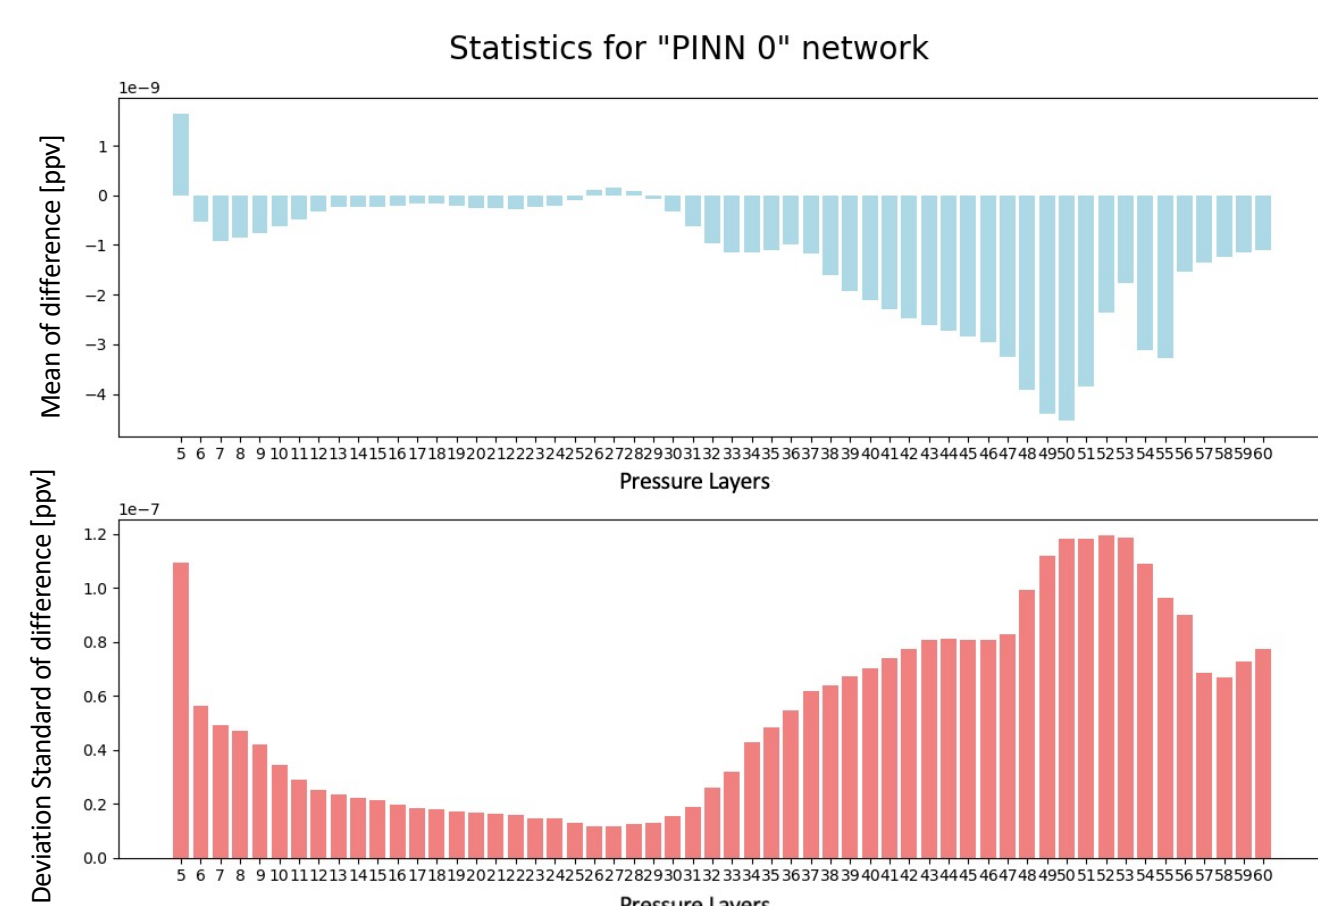 Statistics for "PINN 0" network
1e−9
Mean of difference [ppv]
1
0
−1
−2
−3
−4
5 6 7 8 9 10 11 12 13 14 15 16 17 18 19 20 21 22 23 24 25 26 27 28 29 30 31 32 33 34 35 36 37 38 39 40 41 42 43 44 45 46 47 48 49 50 51 52 53 54 55 56 57 58 59 60
Pressure Layers
1e−7
Deviation Standard of difference [ppv]
1.2
1.0
0.8
0.6
0.4
0.2
0.0
5 6 7 8 9 10 11 12 13 14 15 16 17 18 19 20 21 22 23 24 25 26 27 28 29 30 31 32 33 34 35 36 37 38 39 40 41 42 43 44 45 46 47 48 49 50 51 52 53 54 55 56 57 58 59 60
Pressure Layers